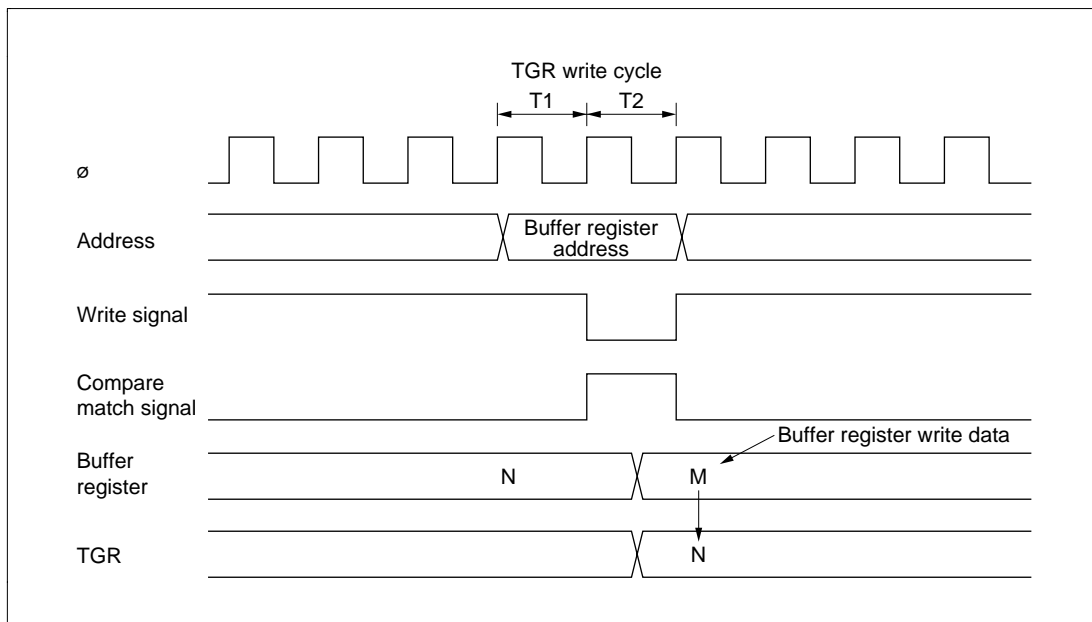 TGR write cycle
T1 T2
ø
Address
Buffer register
address
Write signal
Compare
match signal
Buffer register write data
Buffer
register
N M
TGR
N